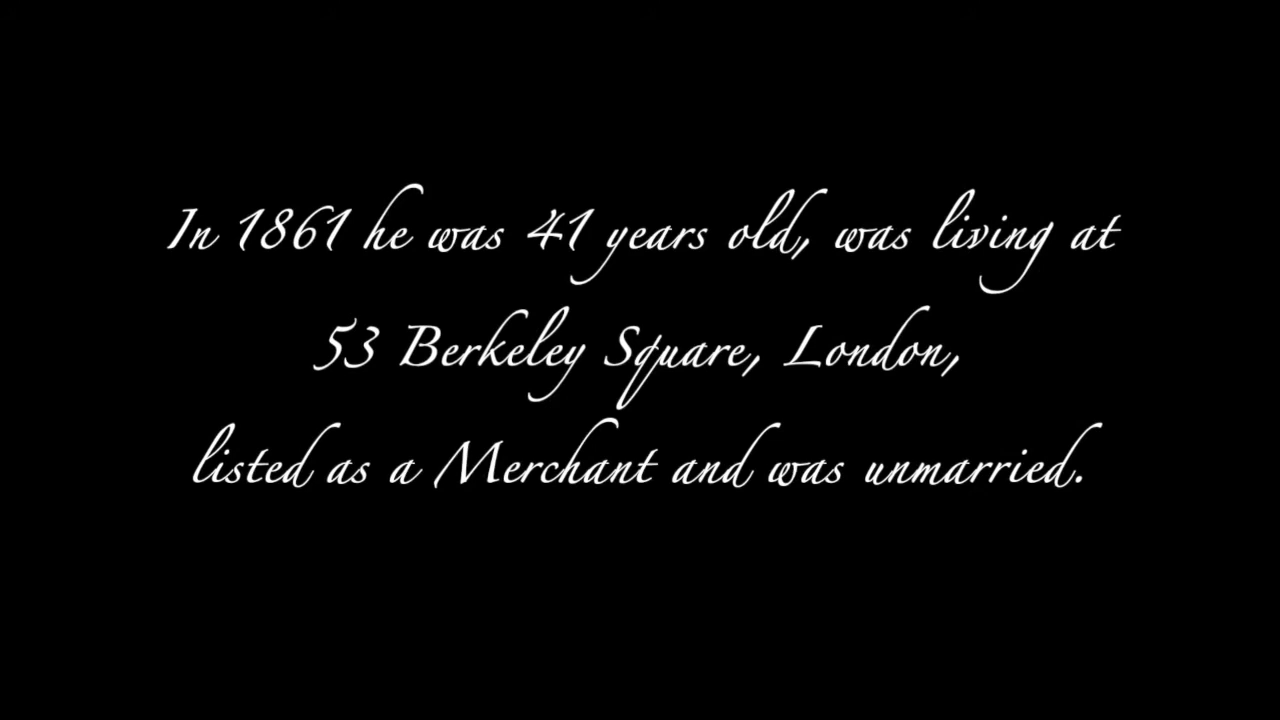 In 1861 he was 41 years old, was living at
53 Berkeley Square, London,
listed as a Merchant and was unmarried.